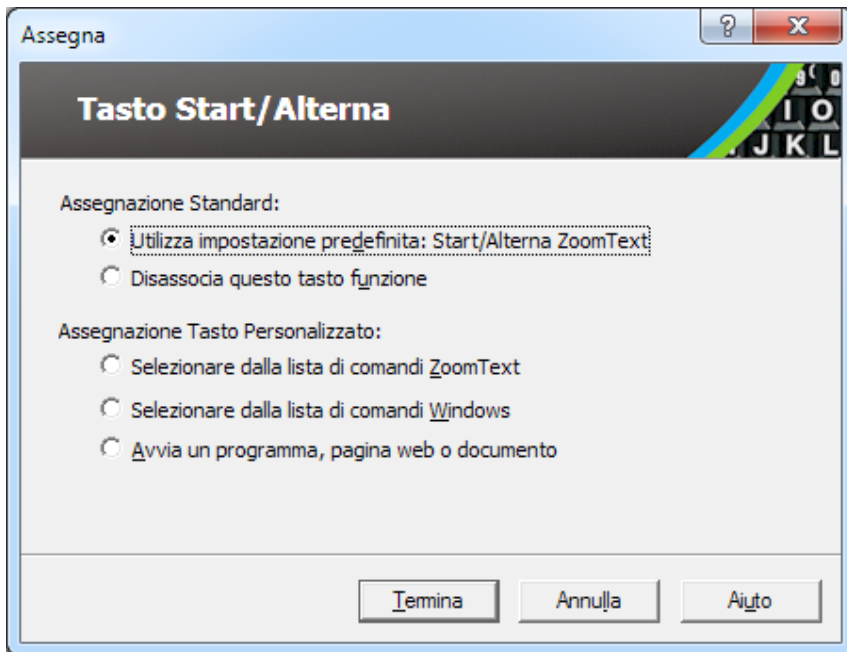 Assegna
Tasto Start/Alterna
9 0
I O
J K L
Assegnazione Standard:
Utilizza impostazione predefinita: Start/Alterna ZoomText
Disassocia questo tasto funzione
Assegnazione Tasto Personalizzato:
Selezionare dalla lista di comandi ZoomText
Selezionare dalla lista di comandi Windows
Avvia un programma, pagina web o documento
Termina Annulla Aiuto